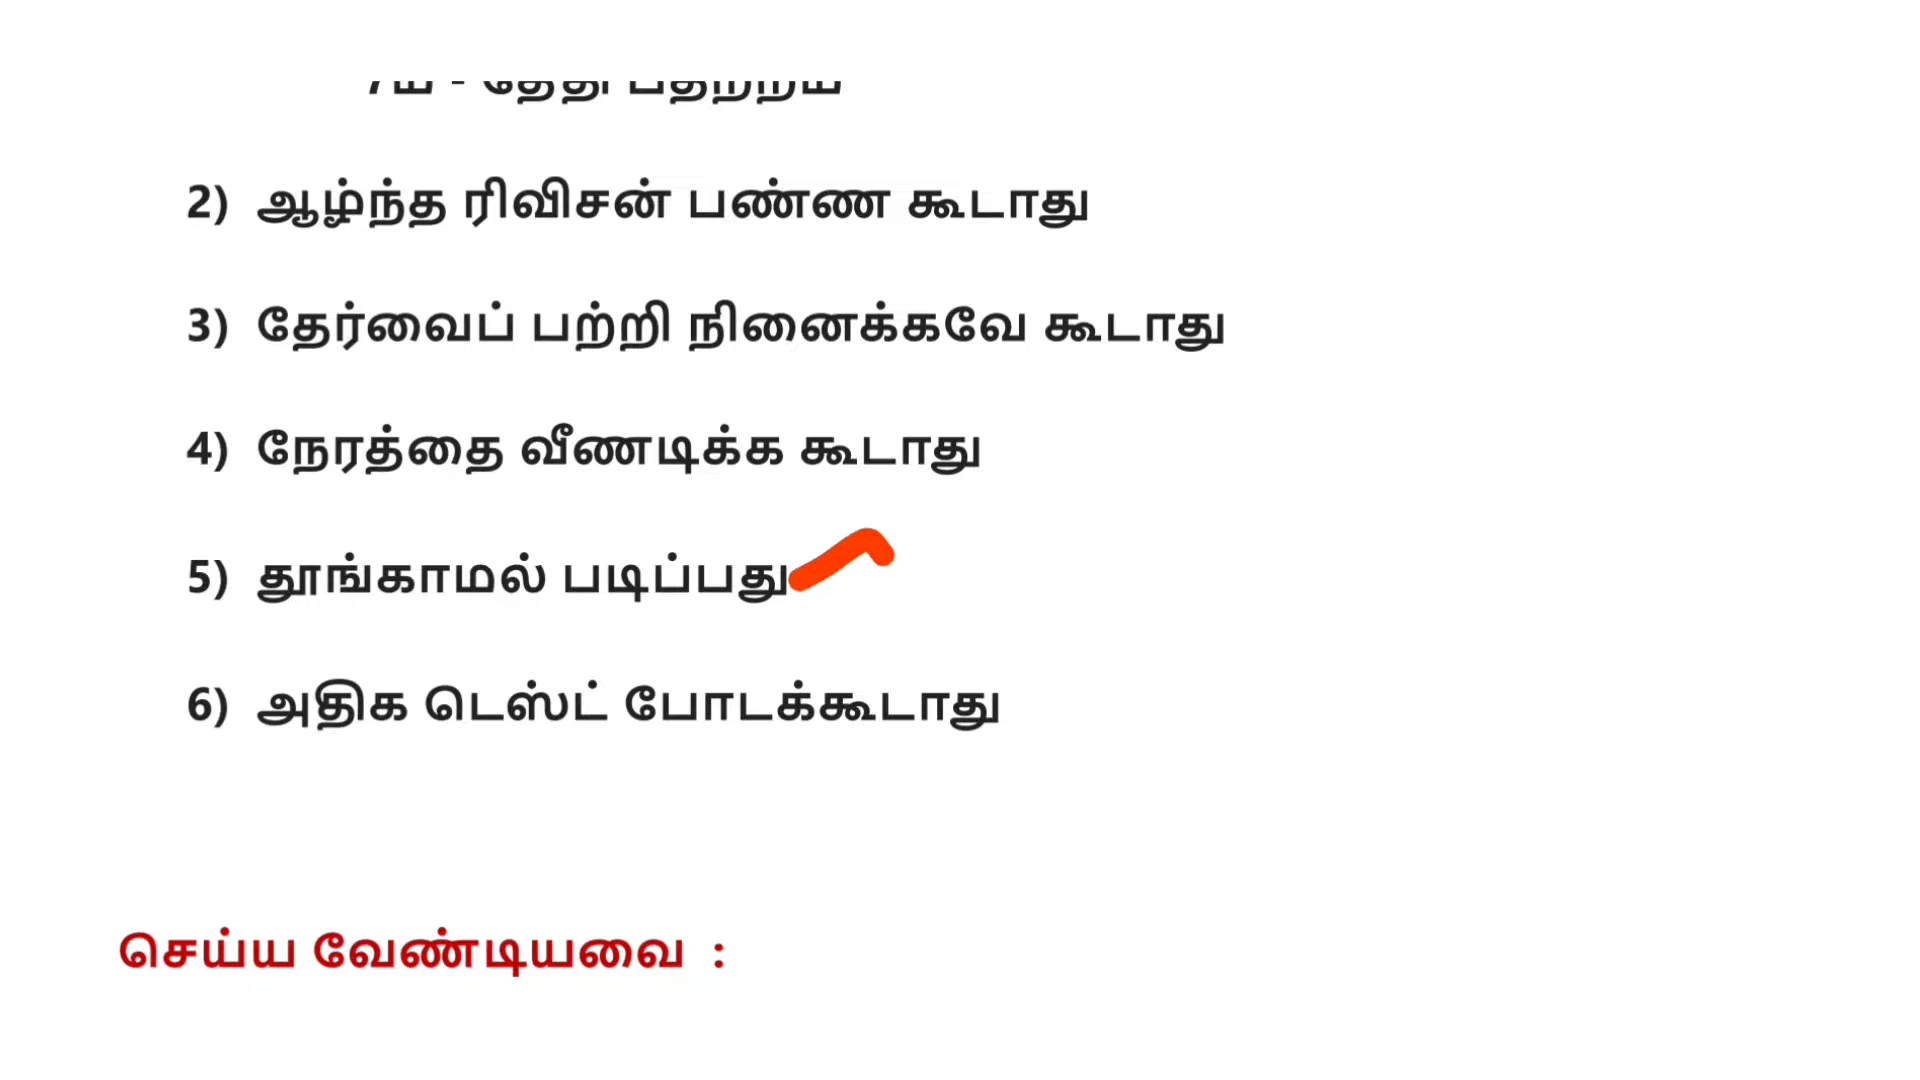 2) ஆழ்ந்த ரிவிசன் பண்ண கூடாது
3) தேர்வைப் பற்றி நினைக்கவே கூடாது
4) நேரத்தை வீணடிக்க கூடாது
5) தூங்காமல் படிப்பது
6) அதிக டெஸ்ட் போடக்கூடாது
செய்ய வேண்டியவை :